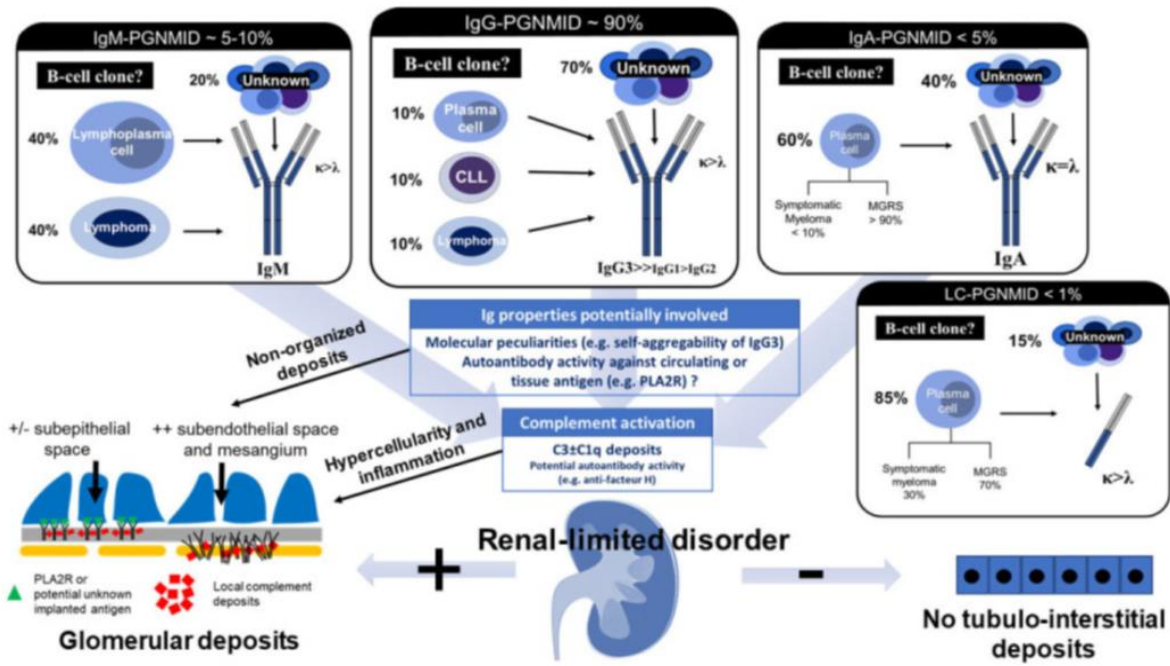 IgM-PGNMID ~ 5-10%
B-cell clone?
20%
Unknown
40%
Lymphoplasma
cell
κ>λ
40%
Lymphoma
IgM
IgG-PGNMID ~ 90%
B-cell clone?
70%
Unknown
10%
Plasma
cell
κ>λ
10%
CLL
10%
Lymphoma
IgG3>>IgG1>IgG2
IgA-PGNMID < 5%
B-cell clone?
40%
Unknown
60%
Plasma
cell
κ=λ
Symptomatic
Myeloma
< 10%
MGRS
> 90%
IgA
LC-PGNMID < 1%
B-cell clone?
15%
Unknown
85%
Plasma
cell
Symptomatic
myeloma
30%
MGRS
70%
κ>λ
Ig properties potentially involved
Molecular peculiarities (e.g. self-aggregability of IgG3)
Autoantibody activity against circulating or
tissue antigen (e.g. PLA2R) ?
Non-organized
deposits
Complement activation
C3±C1q deposits
Potential autoantibody activity
(e.g. anti-facteur H)
Hypercellularity and
inflammation
+/- subepithelial
space
++ subendothelial space
and mesangium
PLA2R or
potential unknown
implanted antigen
Local complement
deposits
Glomerular deposits
Renal-limited disorder
+
-
No tubulo-interstitial
deposits